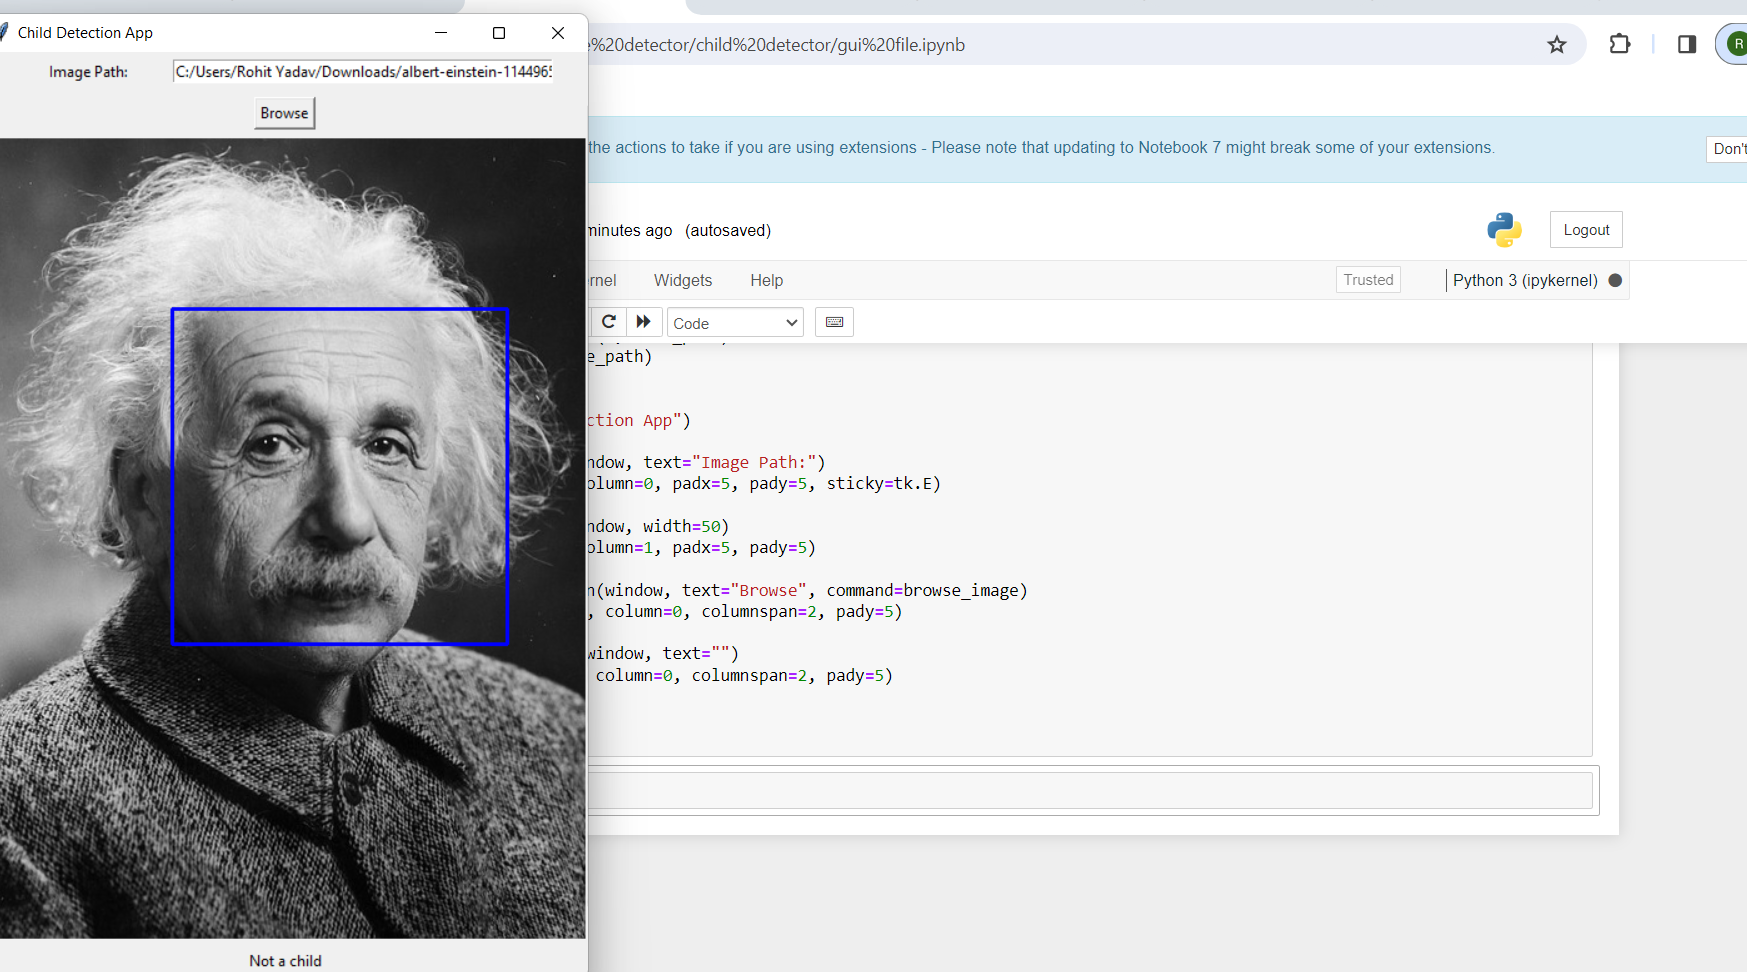 Child Detection App
Image Path: C:/Users/Rohit Yadav/Downloads/albert-einstein-114496
Browse
Not a child
%20detector/child%20detector/gui%20file.ipynb
R
the actions to take if you are using extensions - Please note that updating to Notebook 7 might break some of your extensions.
Don't
minutes ago (autosaved)
Logout
rnel Widgets Help
Trusted
Python 3 (ipykernel)
Code
e_path)
ction App")
ndow, text="Image Path:")
olumn=0, padx=5, pady=5, sticky=tk.E)
ndow, width=50)
olumn=1, padx=5, pady=5)
n(window, text="Browse", command=browse_image)
, column=0, columnspan=2, pady=5)
window, text="")
column=0, columnspan=2, pady=5)